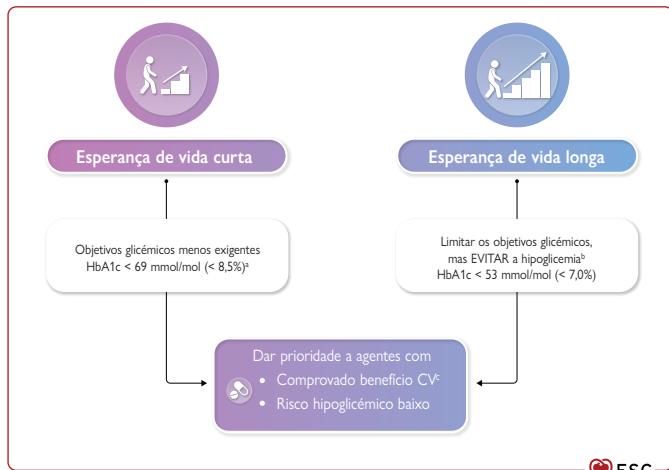 Esperança de vida curta
Esperança de vida longa
Objetivos glicémicos menos exigentes
HbA1c < 69 mmol/mol (< 8,5%)ᵃ
Limitar os objetivos glicémicos,
mas EVITAR a hipoglicemiaᵇ
HbA1c < 53 mmol/mol (< 7,0%)
Dar prioridade a agentes com
• Comprovado benefício CVᶜ
• Risco hipoglicémico baixo
ESC